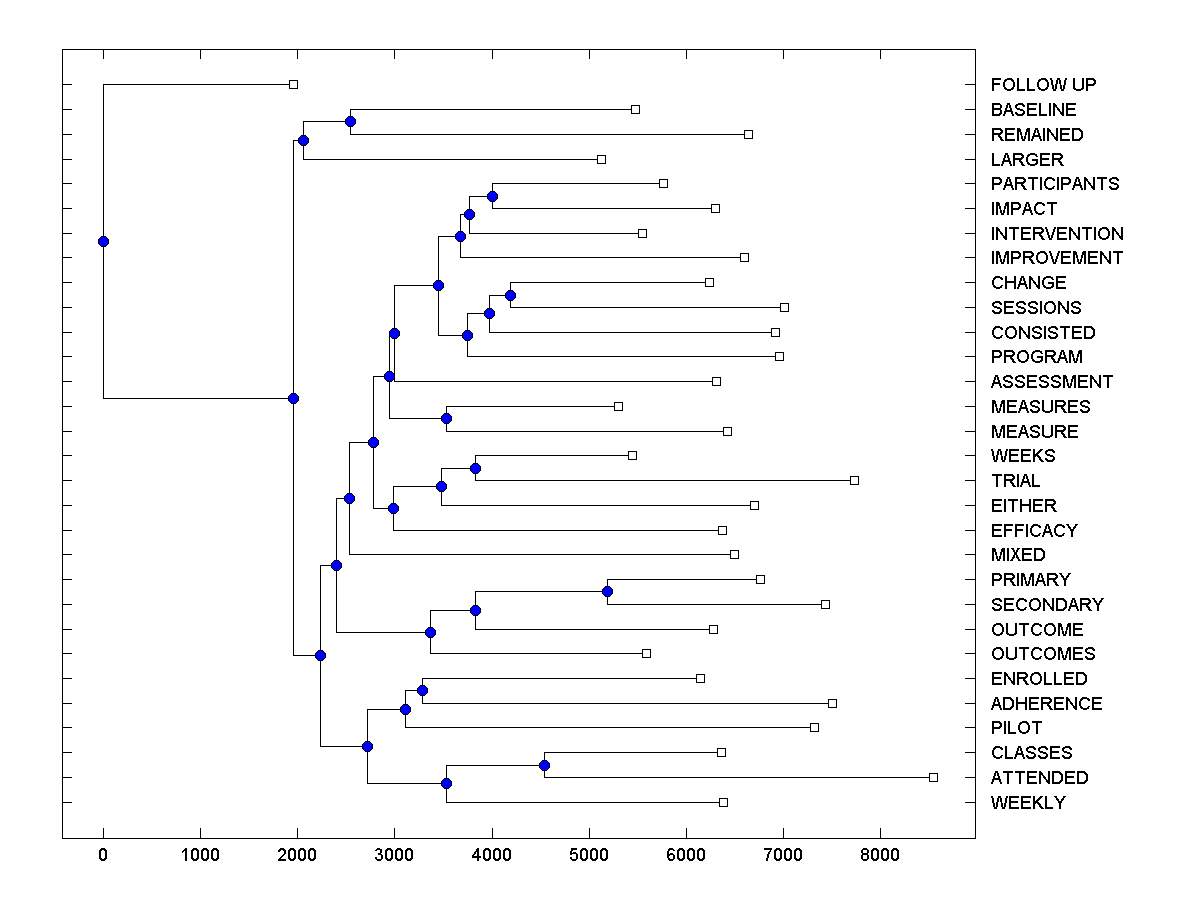 FOLLOW UP
BASELINE
REMAINED
LARGER
PARTICIPANTS
IMPACT
INTERVENTION
IMPROVEMENT
CHANGE
SESSIONS
CONSISTED
PROGRAM
ASSESSMENT
MEASURES
MEASURE
WEEKS
TRIAL
EITHER
EFFICACY
MIXED
PRIMARY
SECONDARY
OUTCOME
OUTCOMES
ENROLLED
ADHERENCE
PILOT
CLASSES
ATTENDED
WEEKLY
0 1000 2000 3000 4000 5000 6000 7000 8000